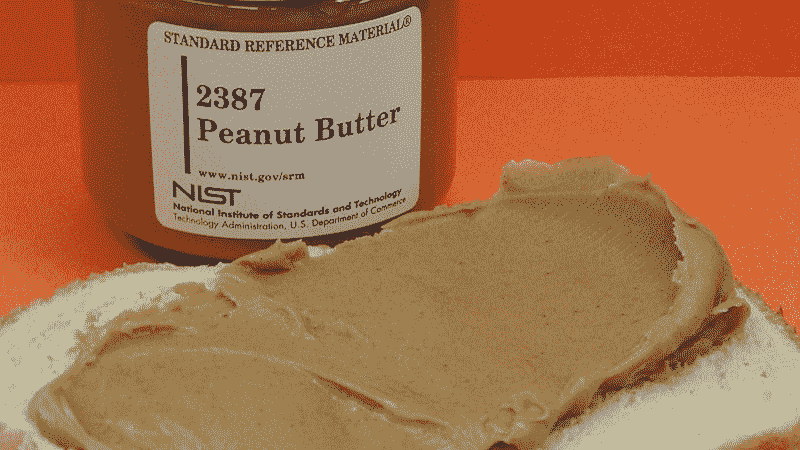 STANDARD REFERENCE MATERIAL®
2387
Peanut Butter
www.nist.gov/srm
NIST
National Institute of Standards and Technology
Technology Administration, U.S. Department of Commerce